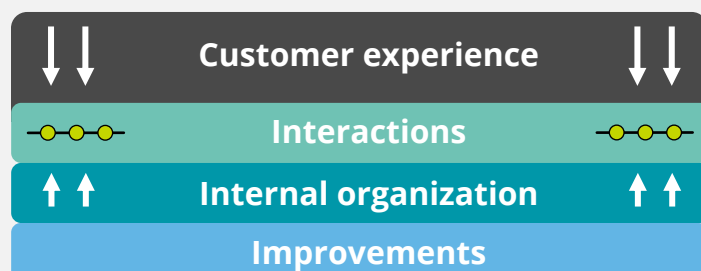 Customer experience
Interactions
Internal organization
Improvements